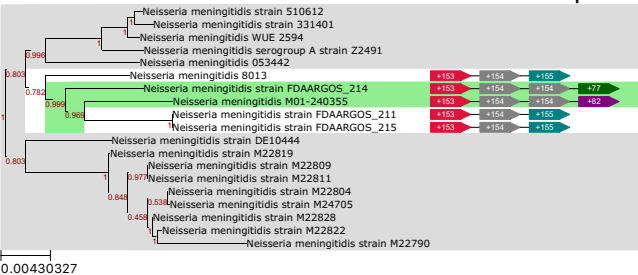 Neisseria meningitidis strain 510612
1
Neisseria meningitidis strain 331401
1
Neisseria meningitidis WUE 2594
Neisseria meningitidis serogroup A strain Z2491
0.996
Neisseria meningitidis 053442
0.803
Neisseria meningitidis 8013 +153 +154 +155
0.782
Neisseria meningitidis strain FDAARGOS_214 +153 +154 +154 +77
0.999
Neisseria meningitidis M01-240355 +153 +154 +154 +82
0.969
Neisseria meningitidis strain FDAARGOS_211 +153 +154 +155
1
1
Neisseria meningitidis strain FDAARGOS_215 +153 +154 +155
Neisseria meningitidis strain DE10444
Neisseria meningitidis strain M22819
0.803
Neisseria meningitidis strain M22809
1
0.977
Neisseria meningitidis strain M22811
Neisseria meningitidis strain M22804
0.848
0.538
Neisseria meningitidis strain M24705
Neisseria meningitidis strain M22828
0.458
Neisseria meningitidis strain M22822
1
Neisseria meningitidis strain M22790
0.00430327